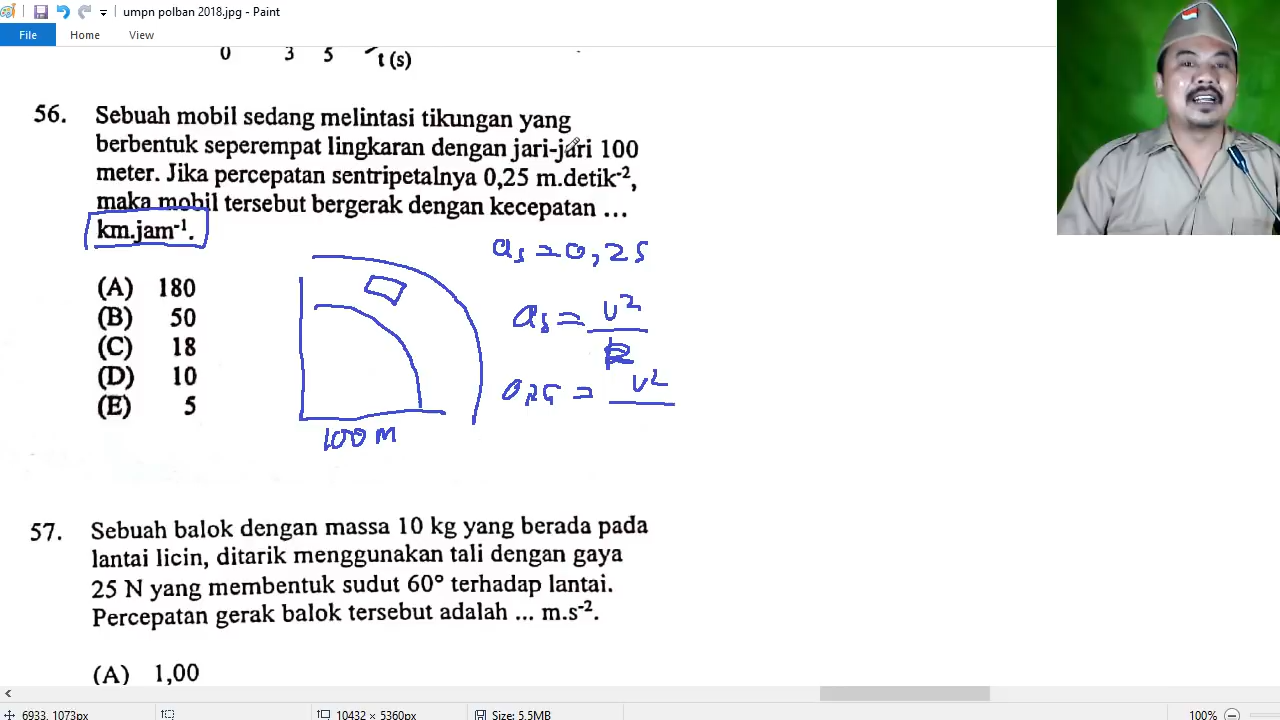 umpn polban 2018.jpg - Paint
File Home View
0 3 5 t (s)
56. Sebuah mobil sedang melintasi tikungan yang
berbentuk seperempat lingkaran dengan jari-jari 100
meter. Jika percepatan sentripetalnya 0,25 m.detik⁻²,
maka mobil tersebut bergerak dengan kecepatan ...
km.jam⁻¹.
(A) 180
(B) 50
(C) 18
(D) 10
(E) 5
as = 0,25
as = v²
R
0,25 = v²
100 M
57. Sebuah balok dengan massa 10 kg yang berada pada
lantai licin, ditarik menggunakan tali dengan gaya
25 N yang membentuk sudut 60° terhadap lantai.
Percepatan gerak balok tersebut adalah ... m.s⁻².
(A) 1,00
6933, 1073px 10432 × 5360px Size: 5.5MB 100%